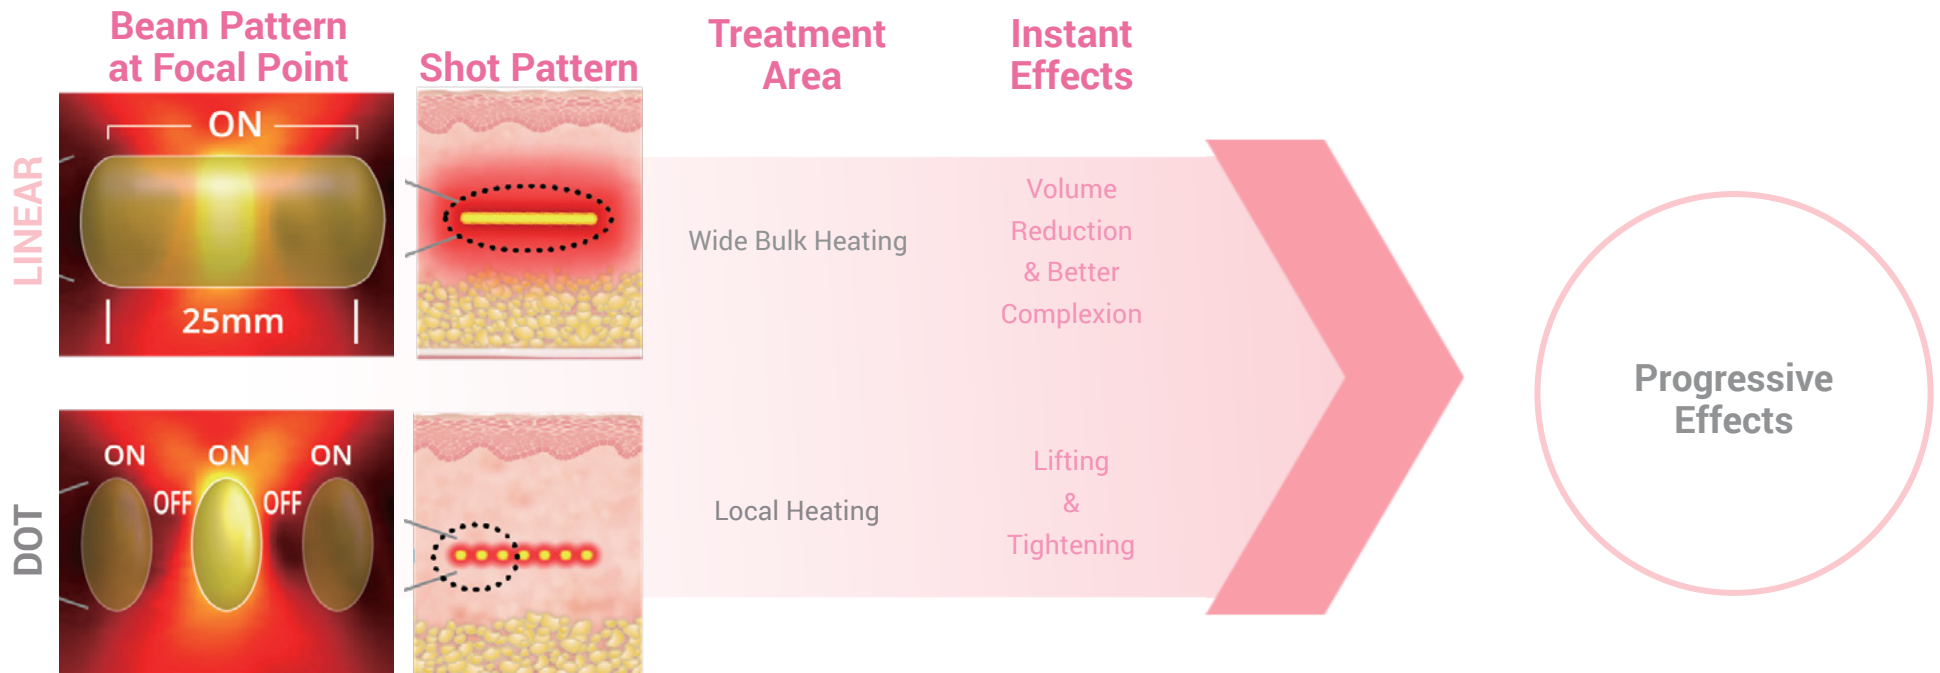 Beam Pattern
at Focal Point
Shot Pattern
Treatment
Area
Instant
Effects
LINEAR
ON
25mm
Wide Bulk Heating
Volume
Reduction
& Better
Complexion
DOT
ON
ON
ON
OFF
OFF
Local Heating
Lifting
&
Tightening
Progressive
Effects